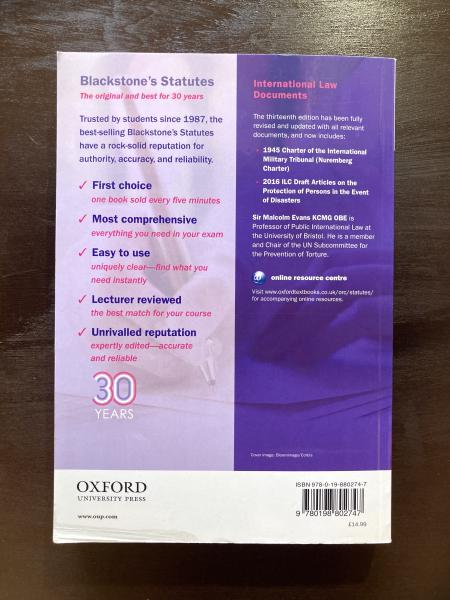 Blackstone's Statutes
The original and best for 30 years
Trusted by students since 1987, the
best-selling Blackstone's Statutes
have a rock-solid reputation for
authority, accuracy, and reliability.
✓ First choice
one book sold every five minutes
✓ Most comprehensive
everything you need in your exam
✓ Easy to use
uniquely clear—find what you
need instantly
✓ Lecturer reviewed
the best match for your course
✓ Unrivalled reputation
expertly edited—accurate
and reliable
30
YEARS
International Law
Documents
The thirteenth edition has been fully
revised and updated with all relevant
documents, and now includes:
• 1945 Charter of the International
Military Tribunal (Nuremberg
Charter)
• 2016 ILC Draft Articles on the
Protection of Persons in the Event
of Disasters
Sir Malcolm Evans KCMG OBE is
Professor of Public International Law at
the University of Bristol. He is a member
and Chair of the UN Subcommittee for
the Prevention of Torture.
online resource centre
Visit www.oxfordtextbooks.co.uk/orc/statutes/
for accompanying online resources.
Cover image: Bloomimage/Corbis
OXFORD
UNIVERSITY PRESS
www.oup.com
ISBN 978-0-19-880274-7
9 780198 802747
£14.99